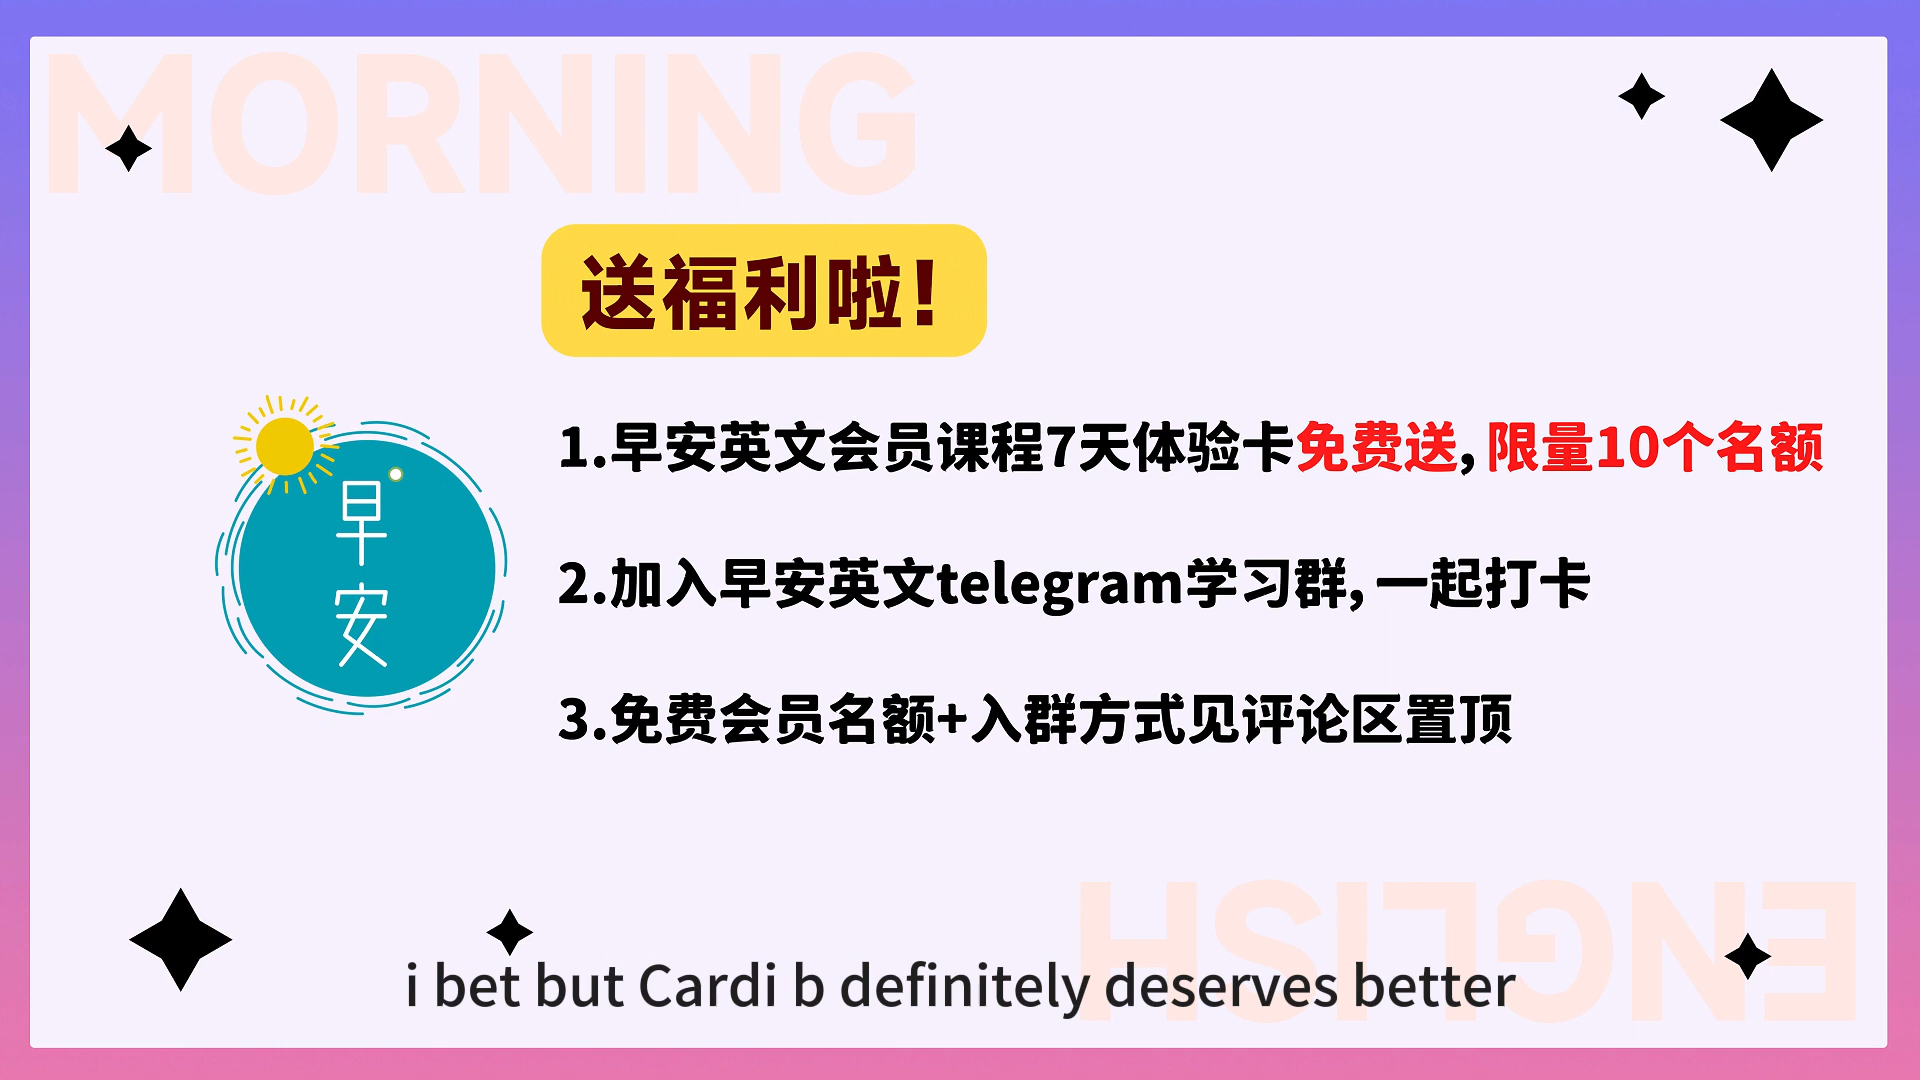 MORNING
送福利啦!
早安
1.早安英文会员课程7天体验卡免费送,限量10个名额
2.加入早安英文telegram学习群,一起打卡
3.免费会员名额+入群方式见评论区置顶
ENGLISH
i bet but Cardi b definitely deserves better